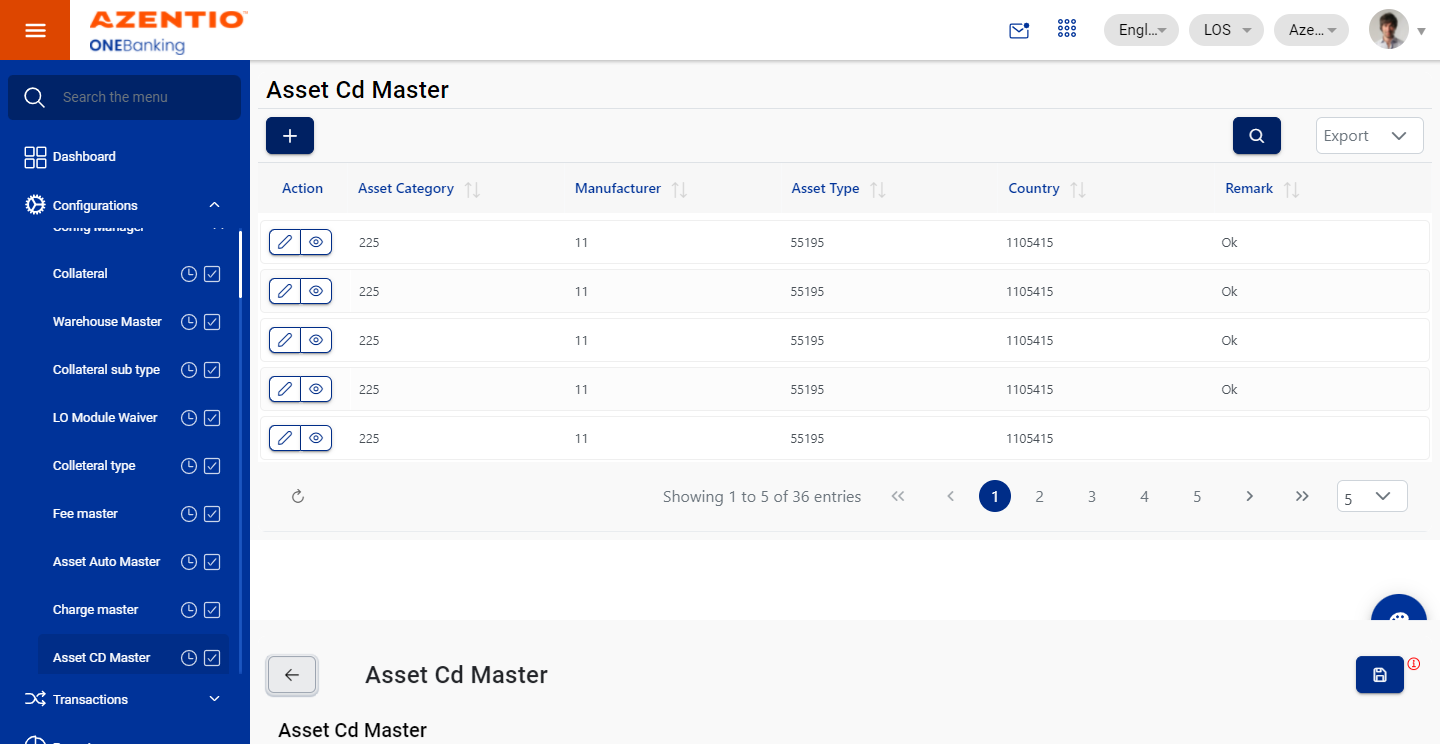 AZENTIO
ONEBanking
Engl...
LOS
Aze...
Search the menu
Dashboard
Configurations
Config Manager
Collateral
Warehouse Master
Collateral sub type
LO Module Waiver
Colleteral type
Fee master
Asset Auto Master
Charge master
Asset CD Master
Transactions
Asset Cd Master
Export
Action Asset Category Manufacturer Asset Type Country Remark
225 11 55195 1105415 Ok
225 11 55195 1105415 Ok
225 11 55195 1105415 Ok
225 11 55195 1105415 Ok
225 11 55195 1105415
Showing 1 to 5 of 36 entries 1 2 3 4 5 5
Asset Cd Master
Asset Cd Master